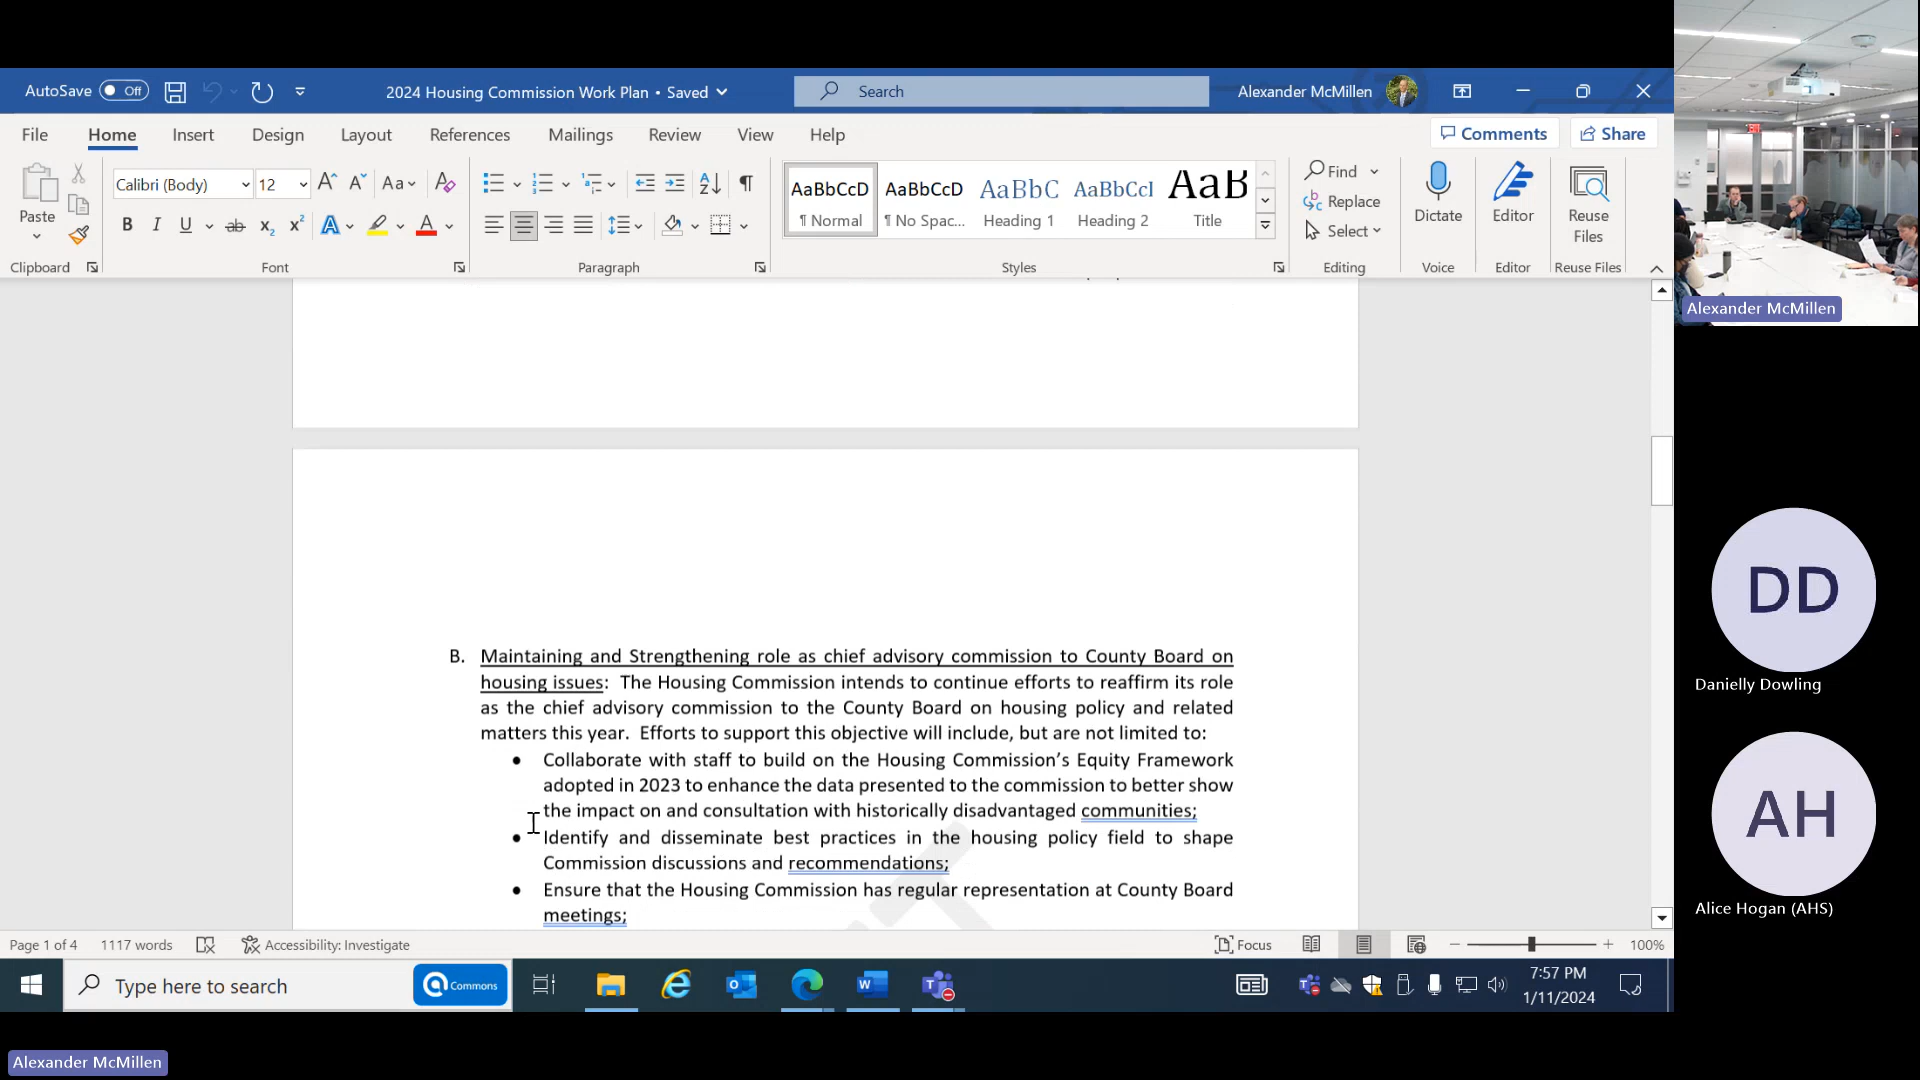 AutoSave Off
2024 Housing Commission Work Plan • Saved
Search
Alexander McMillen
File Home Insert Design Layout References Mailings Review View Help
Comments Share
Paste
Calibri (Body) 12
Aa
B I U ab x₂ x² A A
AaBbCcD AaBbCcD AaBbC AaBbCcI AaB
¶ Normal ¶ No Spac... Heading 1 Heading 2 Title
Find
Replace
Select
Dictate
Editor
Reuse
Files
Clipboard Font Paragraph Styles Editing Voice Editor Reuse Files
Alexander McMillen
B. Maintaining and Strengthening role as chief advisory commission to County Board on
housing issues: The Housing Commission intends to continue efforts to reaffirm its role
as the chief advisory commission to the County Board on housing policy and related
matters this year. Efforts to support this objective will include, but are not limited to:
• Collaborate with staff to build on the Housing Commission’s Equity Framework
adopted in 2023 to enhance the data presented to the commission to better show
the impact on and consultation with historically disadvantaged communities;
• Identify and disseminate best practices in the housing policy field to shape
Commission discussions and recommendations;
• Ensure that the Housing Commission has regular representation at County Board
meetings;
DD
Danielly Dowling
AH
Alice Hogan (AHS)
Page 1 of 4 1117 words Accessibility: Investigate
Focus
100%
Type here to search
Commons
7:57 PM
1/11/2024
Alexander McMillen